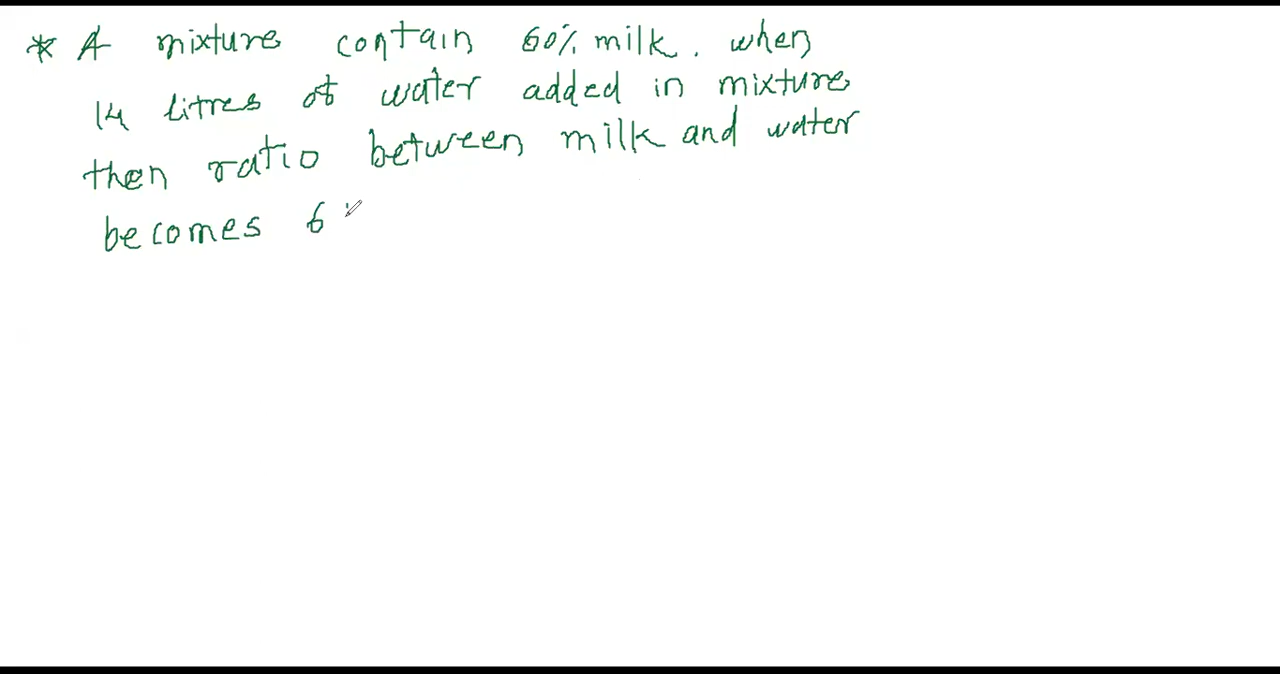 * A mixture contain 60% milk. when
14 litres of water added in mixture
then ratio between milk and water
becomes 6: